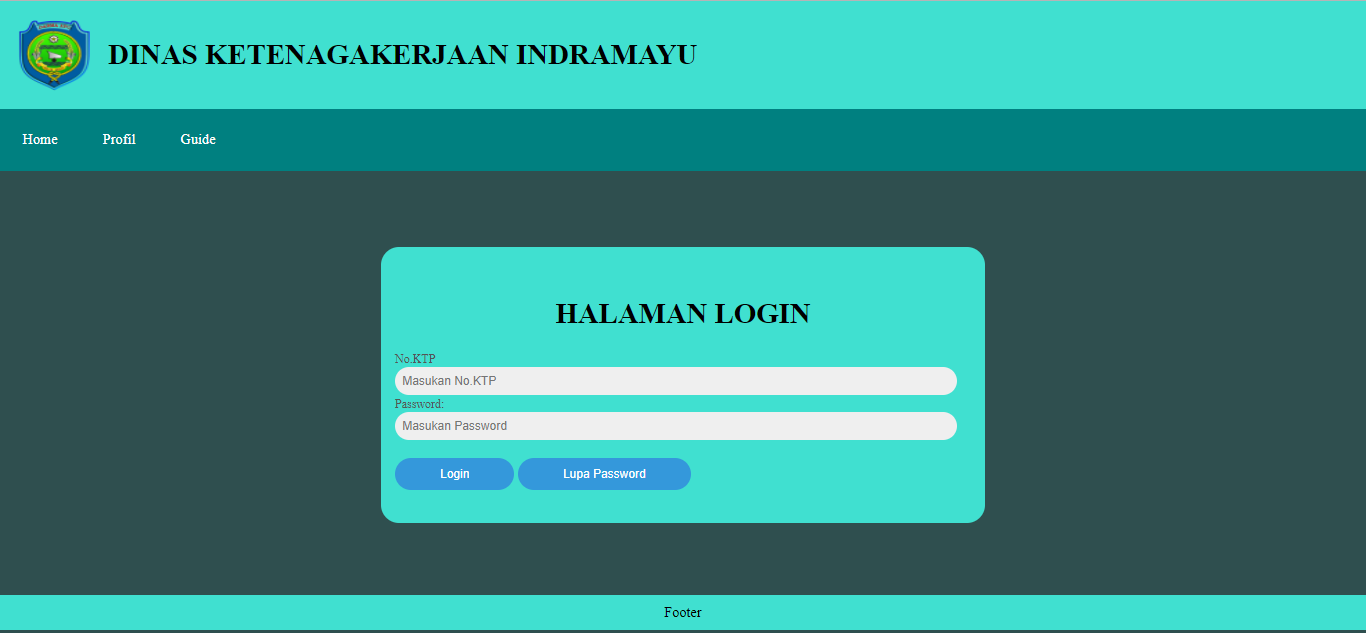 DINAS KETENAGAKERJAAN INDRAMAYU
Home Profil Guide
HALAMAN LOGIN
No.KTP
Masukan No.KTP
Password:
Masukan Password
Login Lupa Password
Footer